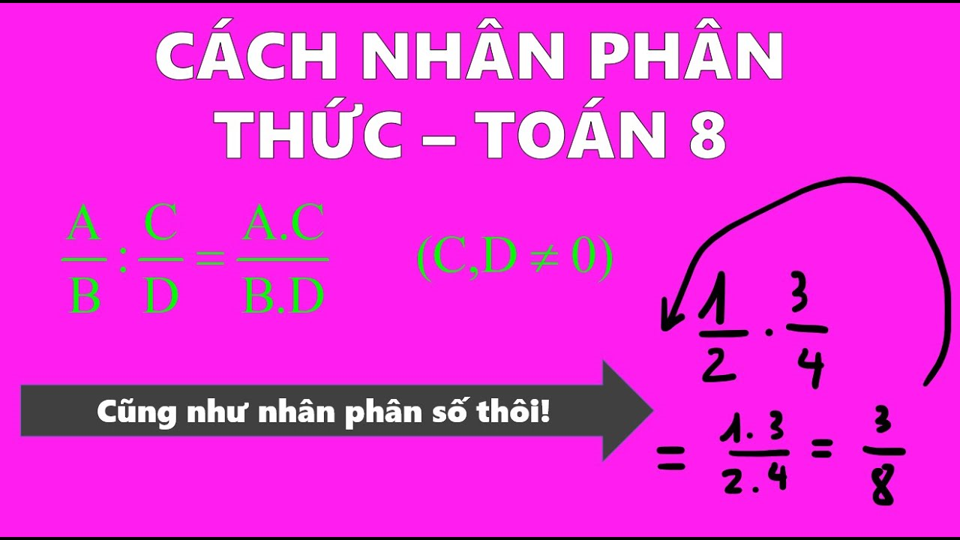 CÁCH NHÂN PHÂN
THỨC – TOÁN 8
A/B : C/D = A.C/B.D (C,D ≠ 0)
1/2 . 3/4
Cũng như nhân phân số thôi!
= 1.3/2.4 = 3/8